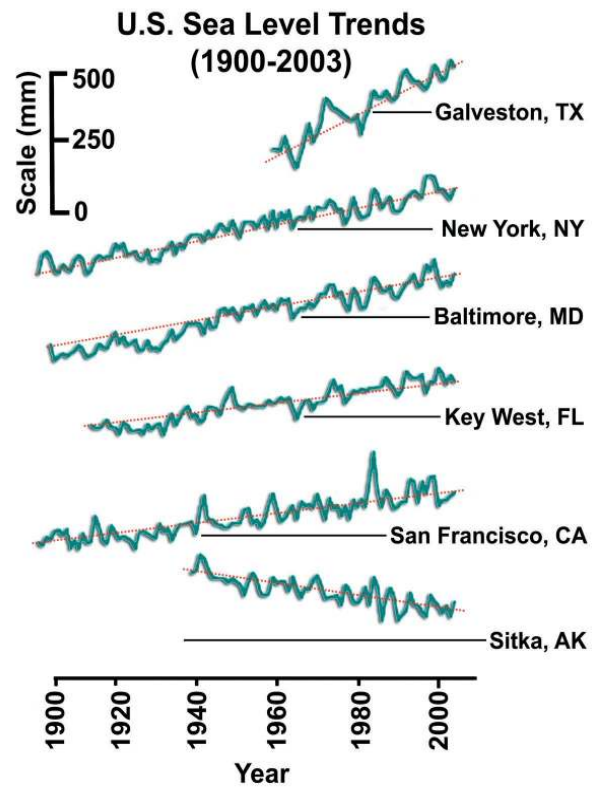 U.S. Sea Level Trends
(1900-2003)
Scale (mm)
500
250
0
Galveston, TX
New York, NY
Baltimore, MD
Key West, FL
San Francisco, CA
Sitka, AK
1900
1920
1940
1960
1980
2000
Year